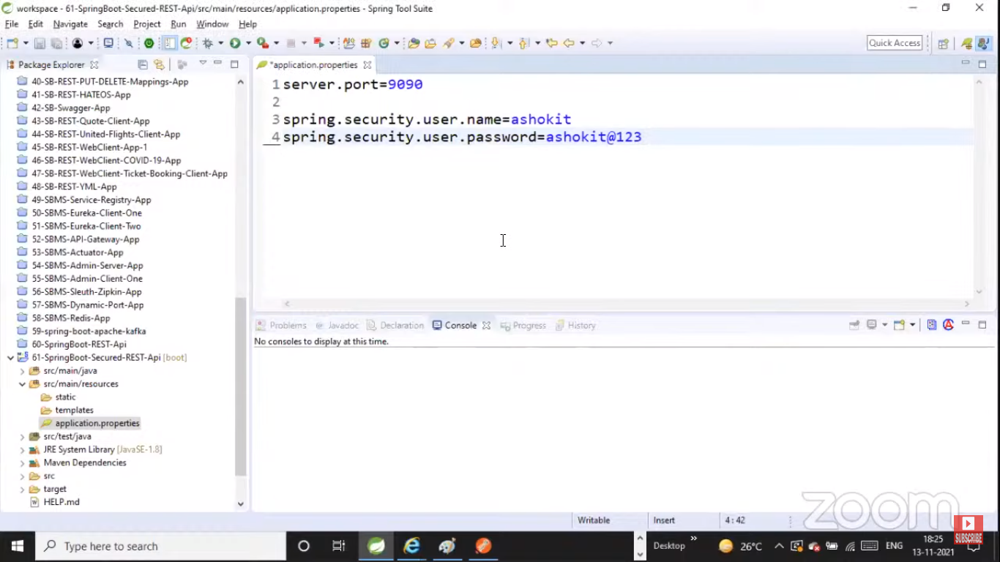 workspace - 61-SpringBoot-Secured-REST-Api/src/main/resources/application.properties - Spring Tool Suite
File Edit Navigate Search Project Run Window Help
Quick Access
Package Explorer
*application.properties
40-SB-REST-PUT-DELETE-Mappings-App
41-SB-REST-HATEOS-App
42-SB-Swagger-App
43-SB-REST-Quote-Client-App
44-SB-REST-United-Flights-Client-App
45-SB-REST-WebClient-App-1
46-SB-REST-WebClient-COVID-19-App
47-SB-REST-WebClient-Ticket-Booking-Client-App
48-SB-REST-YML-App
49-SBMS-Service-Registry-App
50-SBMS-Eureka-Client-One
51-SBMS-Eureka-Client-Two
52-SBMS-API-Gateway-App
53-SBMS-Actuator-App
54-SBMS-Admin-Server-App
55-SBMS-Admin-Client-One
56-SBMS-Sleuth-Zipkin-App
57-SBMS-Dynamic-Port-App
58-SBMS-Redis-App
59-spring-boot-apache-kafka
60-SpringBoot-REST-Api
61-SpringBoot-Secured-REST-Api [boot]
src/main/java
src/main/resources
static
templates
application.properties
src/test/java
JRE System Library [JavaSE-1.8]
Maven Dependencies
src
target
HELP.md
1 server.port=9090
2
3 spring.security.user.name=ashokit
4 spring.security.user.password=ashokit@123
Problems Javadoc Declaration Console Progress History
No consoles to display at this time.
Writable Insert 4:42
zoom
SUBSCRIBE
Type here to search
Desktop
26°C
ENG
18:25
13-11-2021